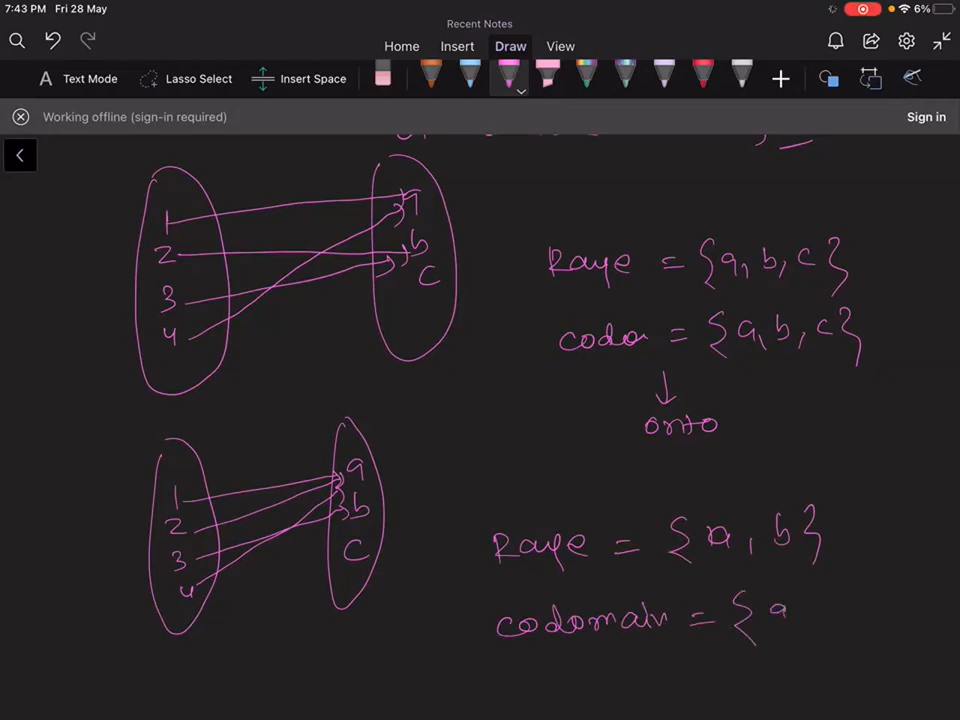 7:43 PM Fri 28 May
6%
Recent Notes
Home Insert Draw View
A Text Mode Lasso Select Insert Space
Working offline (sign-in required) Sign in
1
2
3
4
a
b
c
Range = {a, b, c}
codom = {a, b, c}
onto
1
2
3
4
a
b
c
Range = {a, b}
codomain = {a